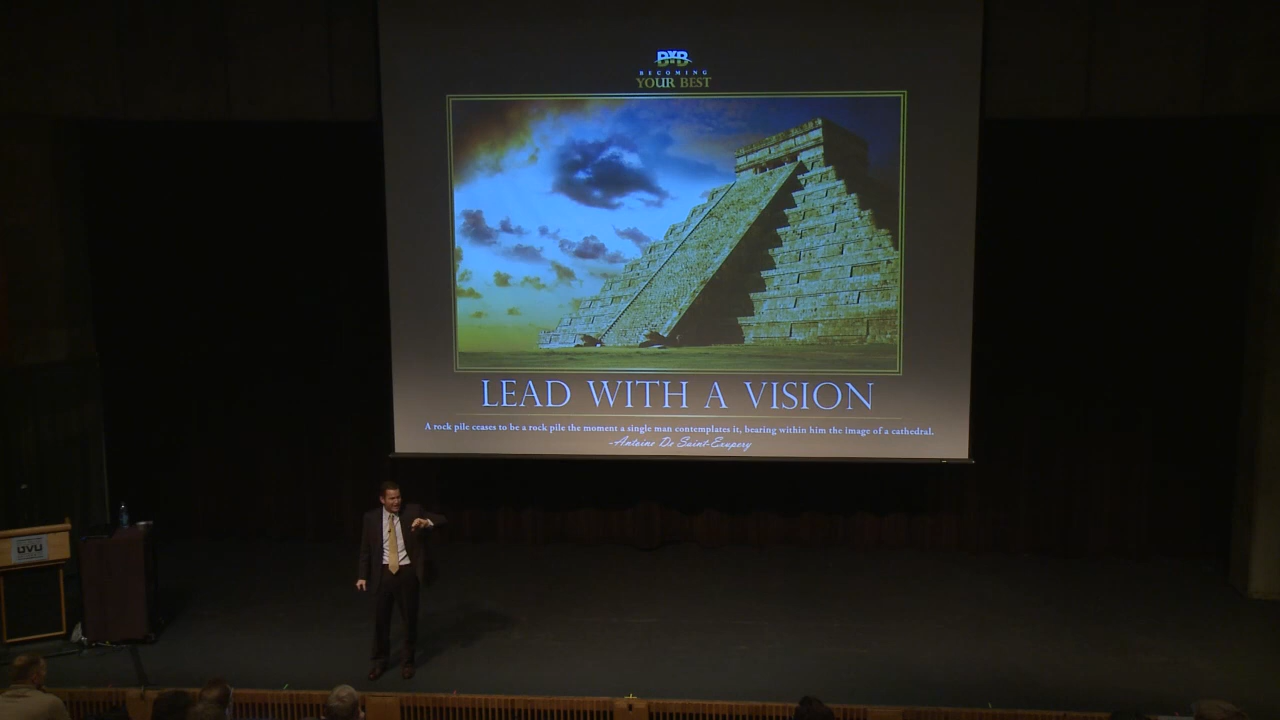 BYB
BECOMING
YOUR BEST
LEAD WITH A VISION
A rock pile ceases to be a rock pile the moment a single man contemplates it, bearing within him the image of a cathedral.
-Antoine De Saint-Exupery
UVU